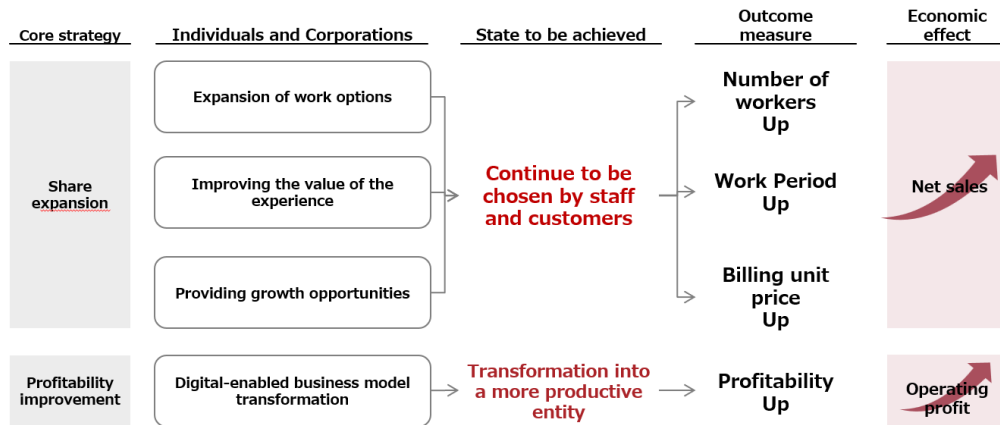 Core strategy
Individuals and Corporations
State to be achieved
Outcome
measure
Economic
effect
Share
expansion
Expansion of work options
Improving the value of the
experience
Providing growth opportunities
Continue to be
chosen by staff
and customers
Number of
workers
Up
Work Period
Up
Billing unit
price
Up
Net sales
Profitability
improvement
Digital-enabled business model
transformation
Transformation into
a more productive
entity
Profitability
Up
Operating
profit